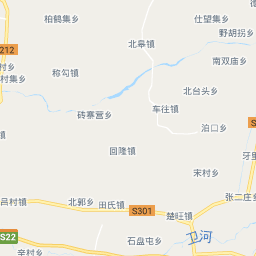 柏鹤集乡
仕望集乡
野胡拐乡
北皋镇
212
南双庙乡
村乡
称勾镇
村集乡
北台头乡
车往镇
砖寨营乡
泊口乡
回隆镇
牙里
宋村乡
吕村镇
北郭乡
田氏镇
张二庄乡
S301
楚旺镇
卫河
S22
石盘屯乡
辛村乡